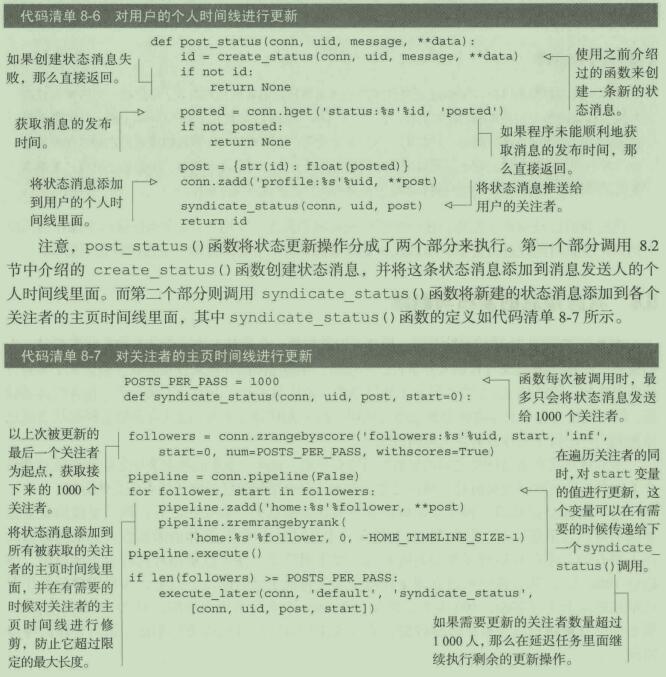 代码清单 8-6 对用户的个人时间线进行更新
def post_status(conn, uid, message, **data):
id = create_status(conn, uid, message, **data)
if not id:
return None
如果创建状态消息失
败，那么直接返回。
使用之前介绍
过的函数来创
建一条新的状
态消息。
posted = conn.hget('status:%s'%id, 'posted')
if not posted:
return None
获取消息的发布
时间。
如果程序未能顺利地获
取消息的发布时间，那
么直接返回。
post = {str(id): float(posted)}
conn.zadd('profile:%s'%uid, **post)
将状态消息添加
到用户的个人时
间线里面。
syndicate_status(conn, uid, post)
return id
将状态消息推送给
用户的关注者。
注意，post_status()函数将状态更新操作分成了两个部分来执行。第一个部分调用 8.2
节中介绍的 create_status()函数创建状态消息，并将这条状态消息添加到消息发送人的个
人时间线里面。而第二个部分则调用 syndicate_status()函数将新建的状态消息添加到各个
关注者的主页时间线里面，其中 syndicate_status()函数的定义如代码清单 8-7 所示。
代码清单 8-7 对关注者的主页时间线进行更新
POSTS_PER_PASS = 1000
def syndicate_status(conn, uid, post, start=0):
函数每次被调用时，最
多只会将状态消息发送
给 1000 个关注者。
以上次被更新的
最后一个关注者
为起点，获取接
下来的 1000 个
关注者。
followers = conn.zrangebyscore('followers:%s'%uid, start, 'inf',
start=0, num=POSTS_PER_PASS, withscores=True)
pipeline = conn.pipeline(False)
for follower, start in followers:
pipeline.zadd('home:%s'%follower, **post)
pipeline.zremrangebyrank(
'home:%s'%follower, 0, -HOME_TIMELINE_SIZE-1)
pipeline.execute()
在遍历关注者的同
时，对 start 变量
的值进行更新，这
个变量可以在有需
要的时候传递给下
一个 syndicate_
status()调用。
将状态消息添加到
所有被获取的关注
者的主页时间线里
面，并在有需要的
时候对关注者的主
页时间线进行修
剪，防止它超过限
定的最大长度。
if len(followers) >= POSTS_PER_PASS:
execute_later(conn, 'default', 'syndicate_status',
[conn, uid, post, start])
如果需要更新的关注者数量超过
1 000 人，那么在延迟任务里面继
续执行剩余的更新操作。